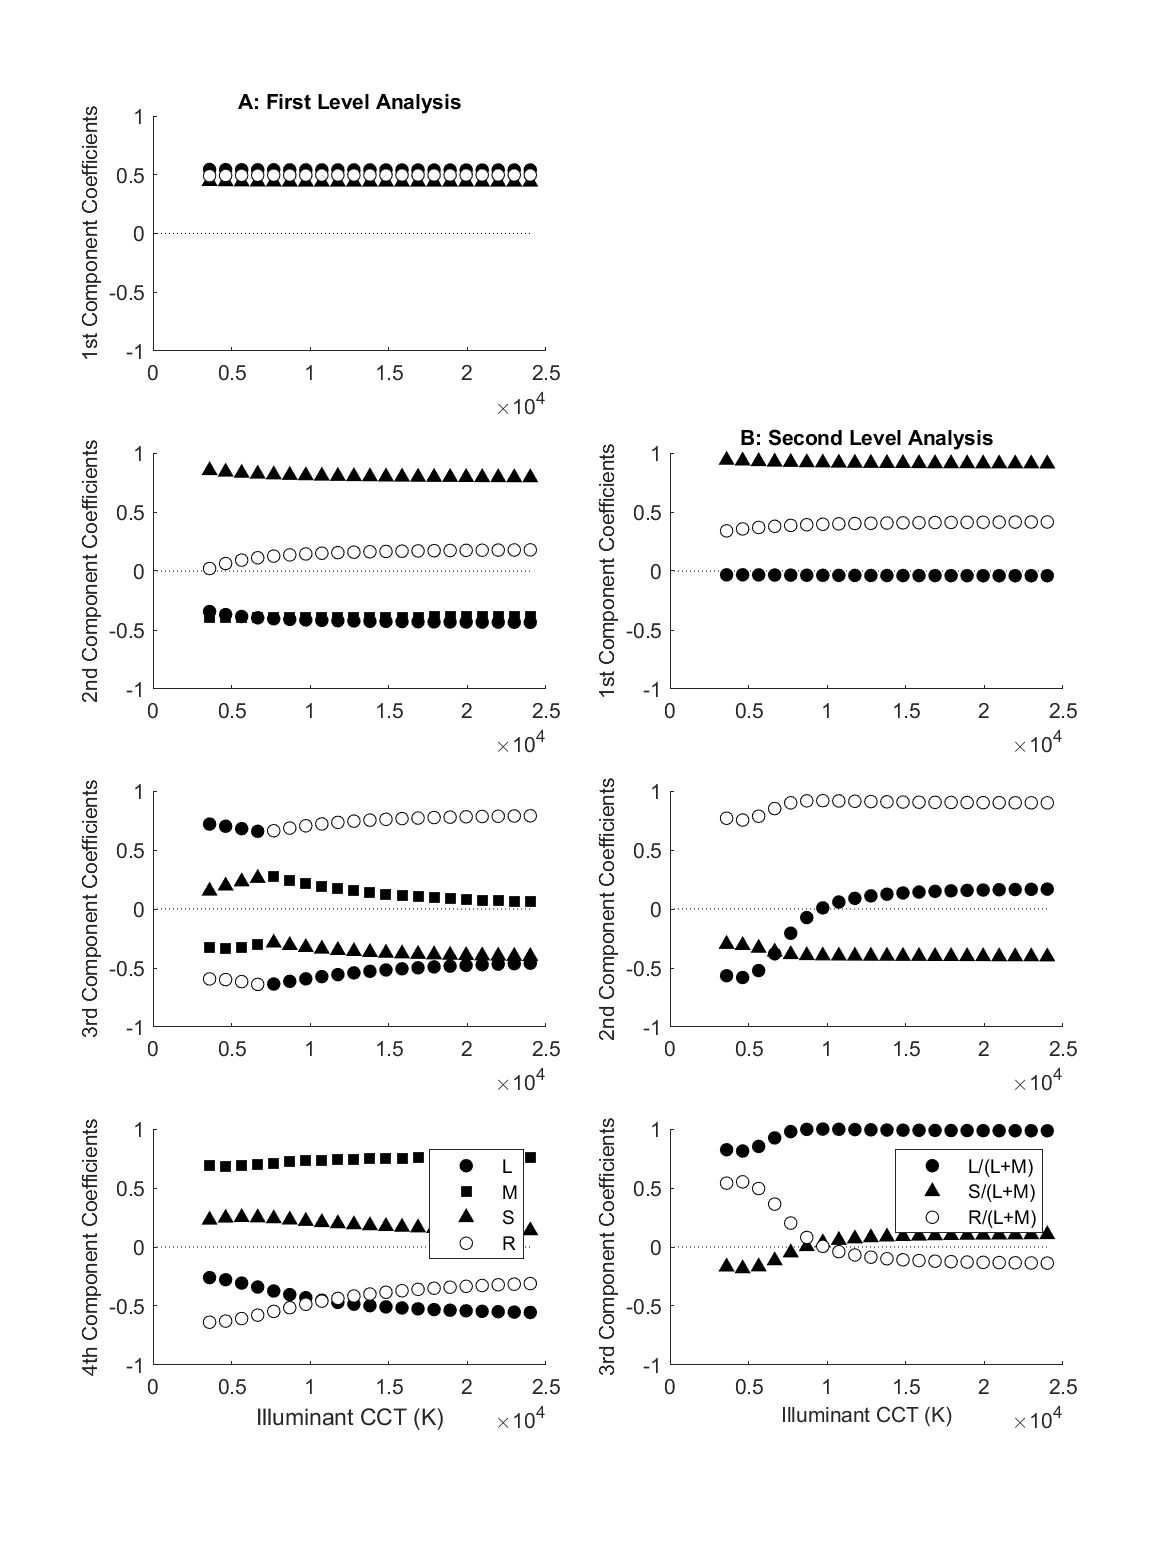 A: First Level Analysis
1st Component Coefficients
1
0.5
0
-0.5
-1
0 0.5 1 1.5 2 2.5
×10^4
2nd Component Coefficients
1
0.5
0
-0.5
-1
0 0.5 1 1.5 2 2.5
×10^4
B: Second Level Analysis
1st Component Coefficients
1
0.5
0
-0.5
-1
0 0.5 1 1.5 2 2.5
×10^4
3rd Component Coefficients
1
0.5
0
-0.5
-1
0 0.5 1 1.5 2 2.5
×10^4
2nd Component Coefficients
1
0.5
0
-0.5
-1
0 0.5 1 1.5 2 2.5
×10^4
4th Component Coefficients
1
0.5
0
-0.5
-1
L
M
S
R
0 0.5 1 1.5 2 2.5
Illuminant CCT (K)
×10^4
3rd Component Coefficients
1
0.5
0
-0.5
-1
L/(L+M)
S/(L+M)
R/(L+M)
0 0.5 1 1.5 2 2.5
Illuminant CCT (K)
×10^4